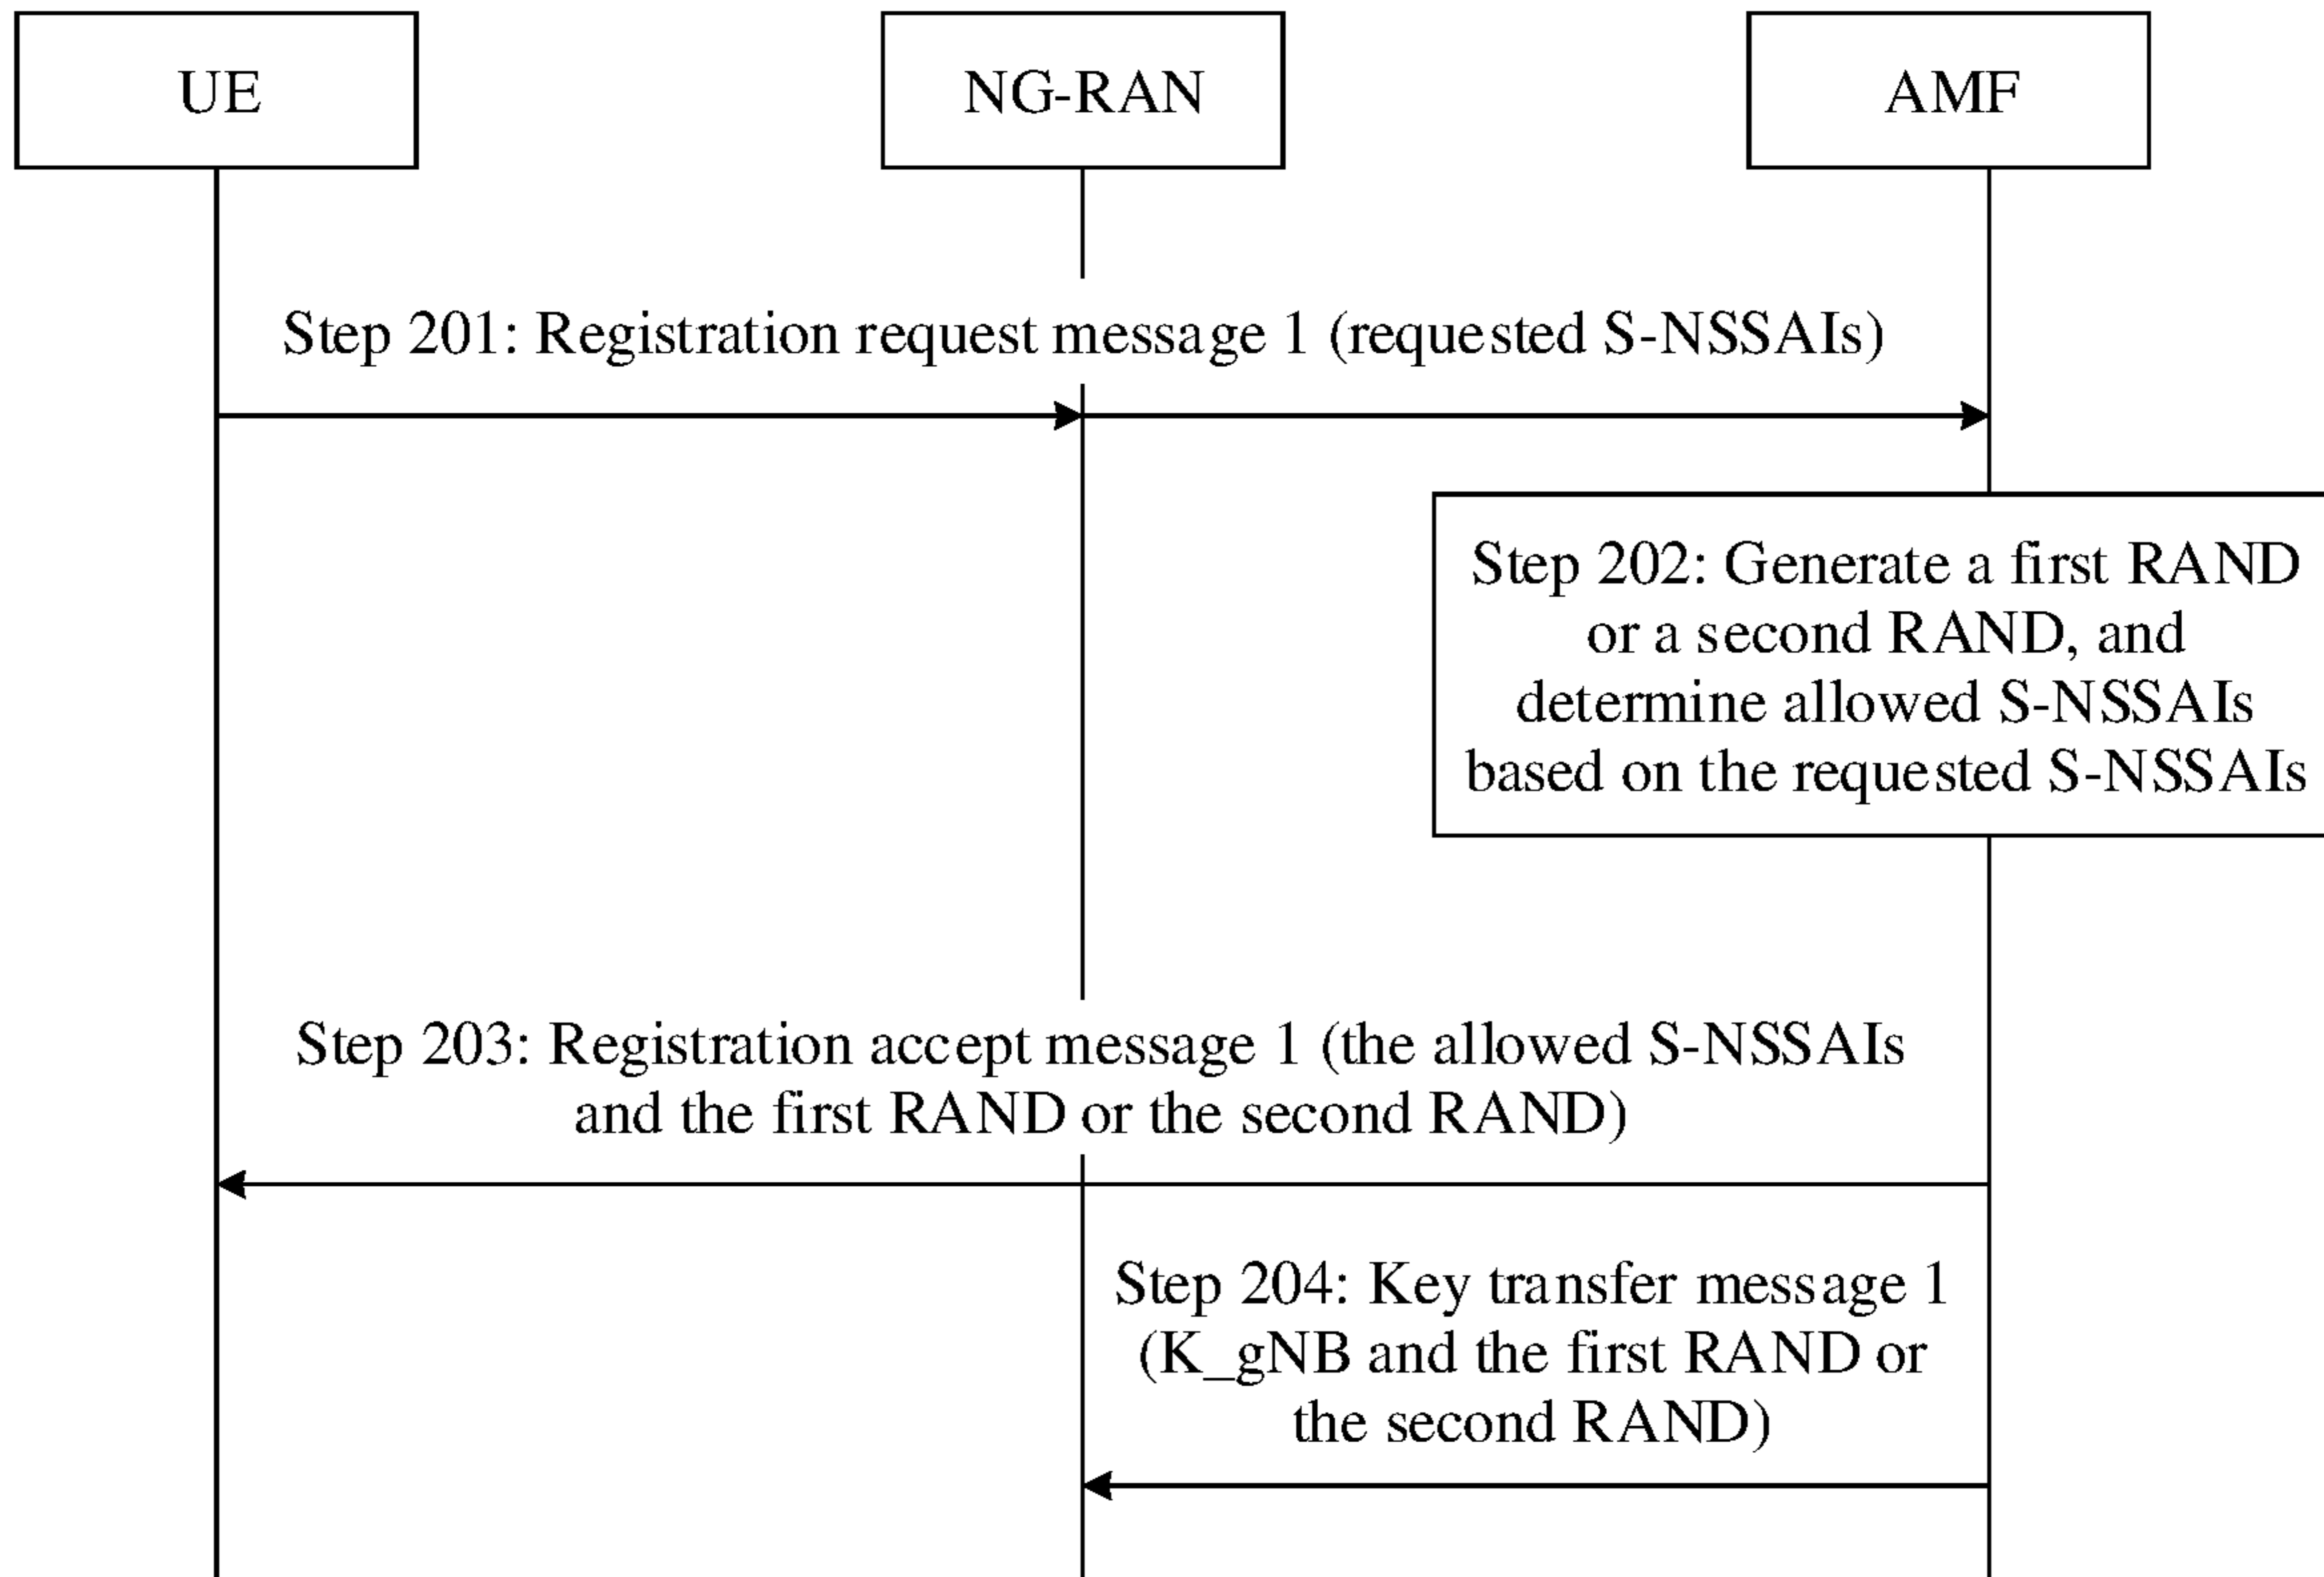 UE
NG-RAN
AMF
Step 201: Registration request message 1 (requested S-NSSAIs)
Step 202: Generate a first RAND
or a second RAND, and
determine allowed S-NSSAIs
based on the requested S-NSSAIs
Step 203: Registration accept message 1 (the allowed S-NSSAIs
and the first RAND or the second RAND)
Step 204: Key transfer message 1
(K_gNB and the first RAND or
the second RAND)